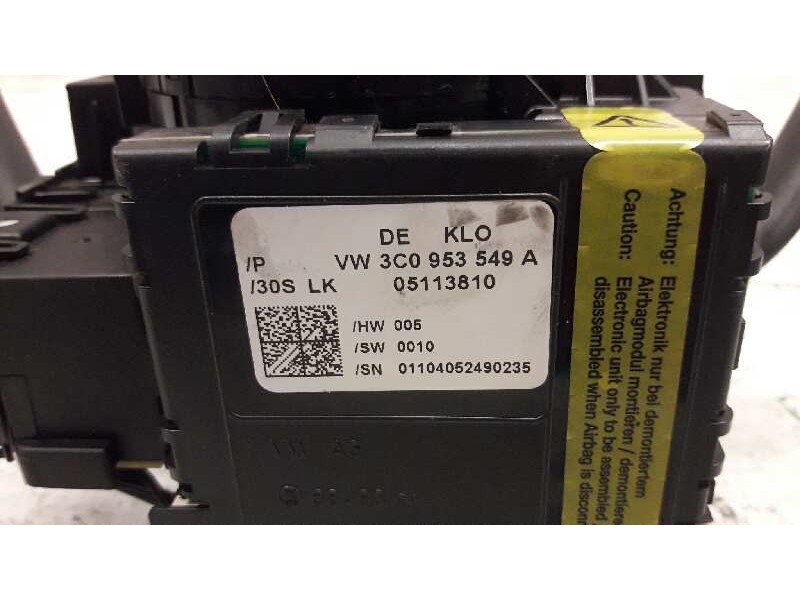 DE KLO
/P VW 3C0 953 549 A
/30S LK 05113810
/HW 005
/SW 0010
/SN 01104052490235
VW AG
Achtung: Elektronik nur bei demontiertem
Airbagmodul montieren / demontieren
Caution: Electronic unit only to be assembled
disassembled when Airbag is